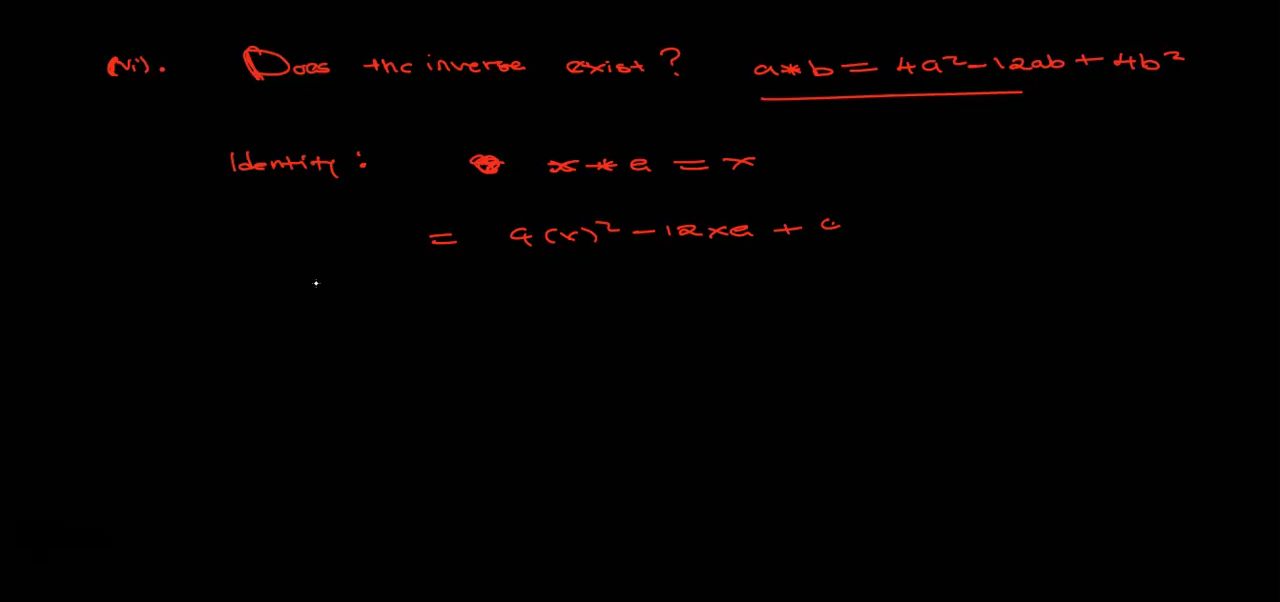 (vi). Does the inverse exist? a*b = 4a²-12ab+4b²
Identity: x*e = x
= 4(x)² - 12xe +